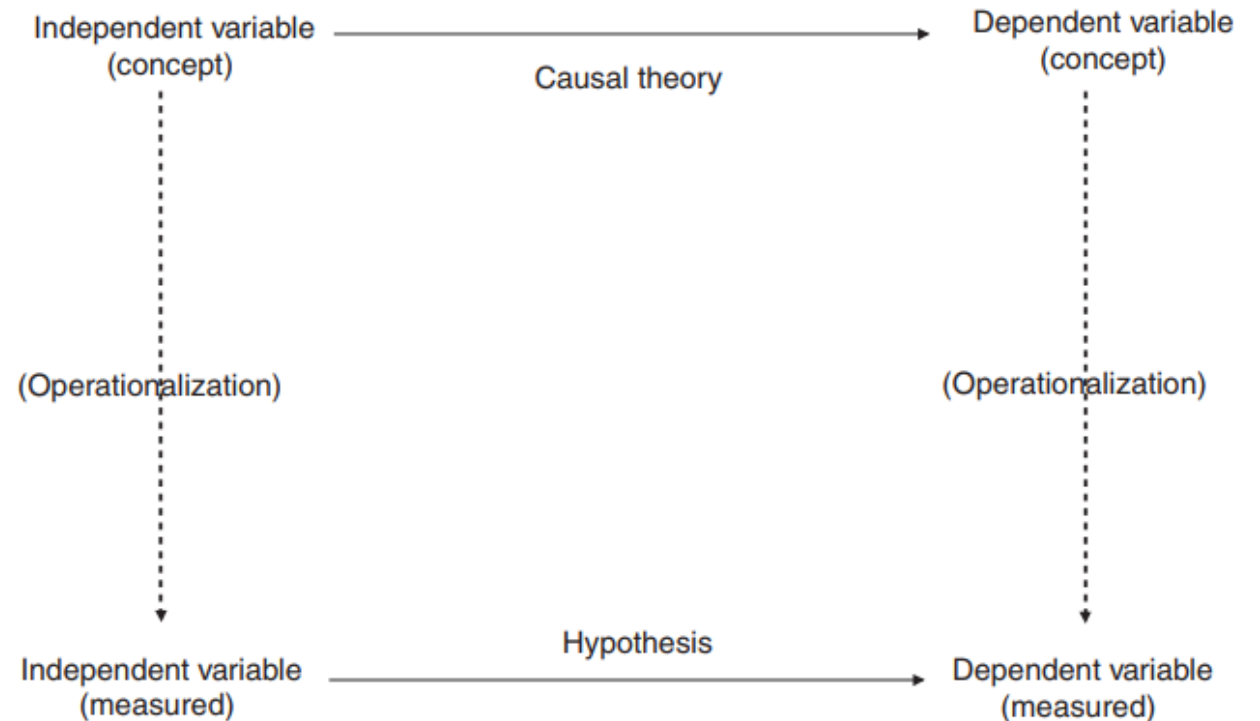 Independent variable
(concept)
Causal theory
Dependent variable
(concept)
(Operationalization)
(Operationalization)
Independent variable
(measured)
Hypothesis
Dependent variable
(measured)